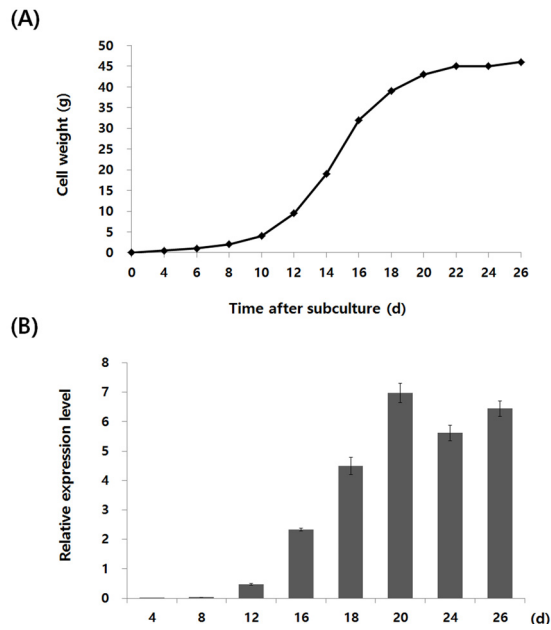 (A)
50
45
40
35
30
25
20
15
10
5
0
Cell weight (g)
0 4 6 8 10 12 14 16 18 20 22 24 26
Time after subculture (d)
(B)
8
7
6
5
4
3
2
1
0
Relative expression level
4 8 12 16 18 20 24 26 (d)